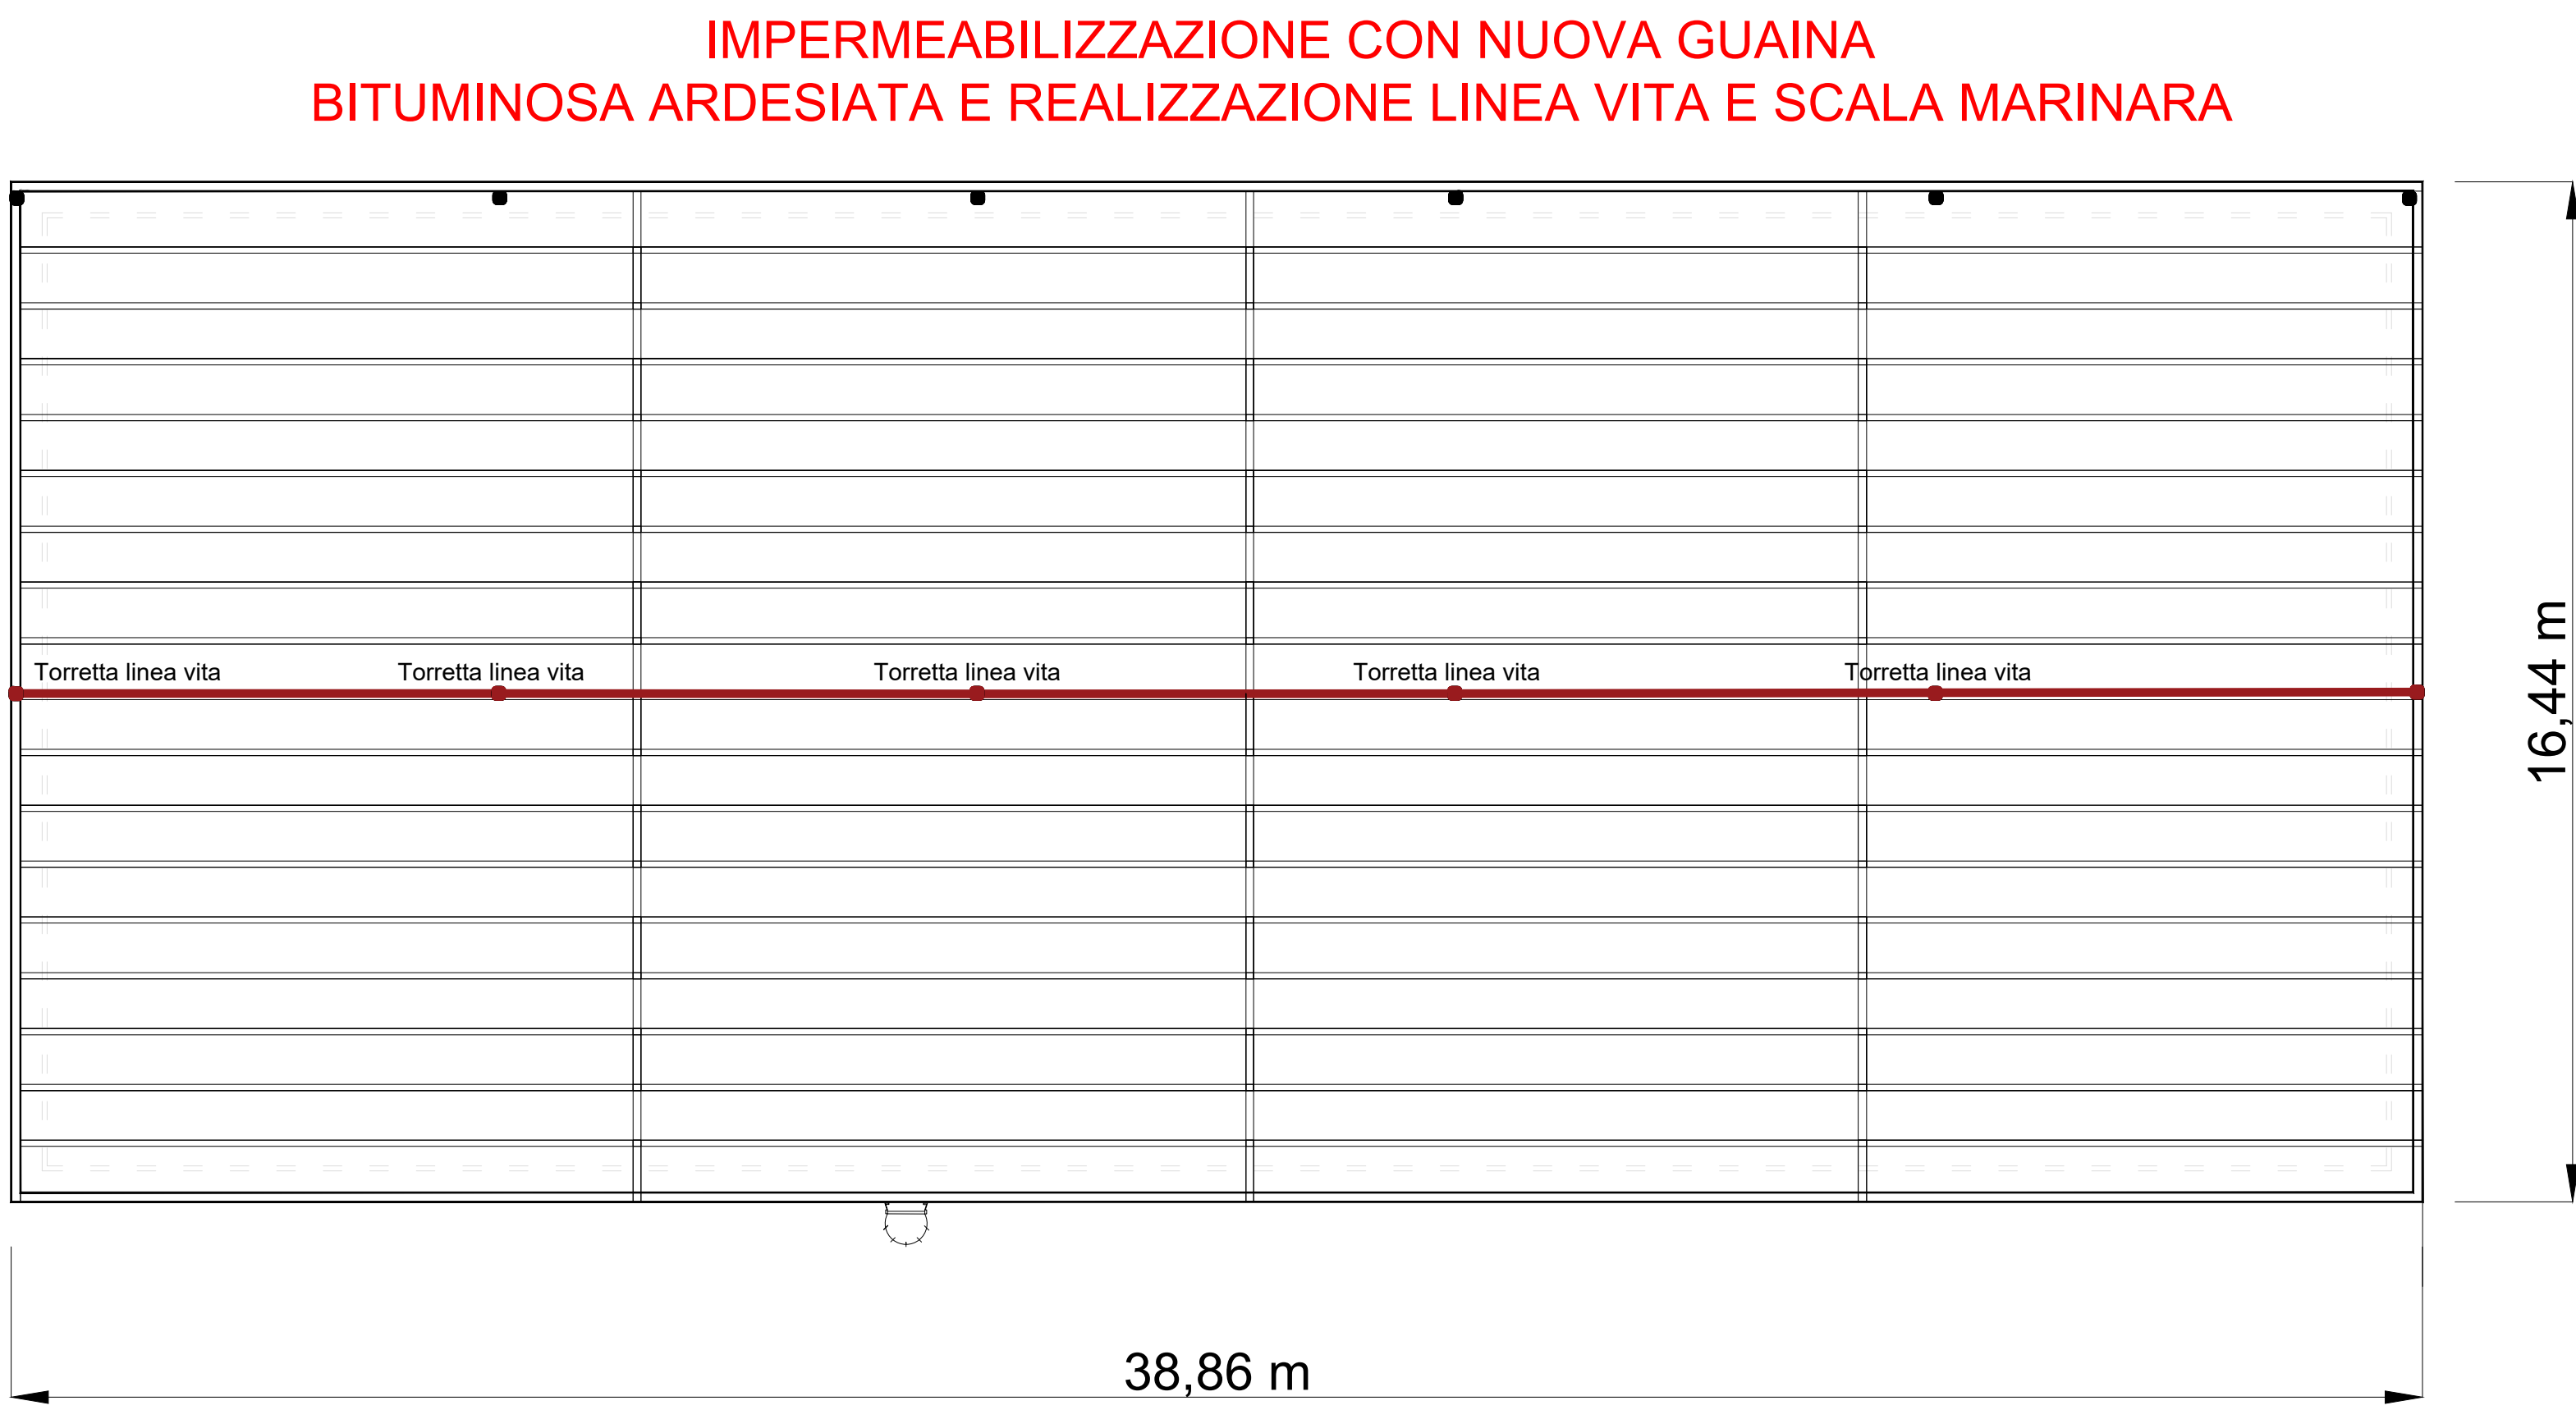 IMPERMEABILIZZAZIONE CON NUOVA GUAINA
BITUMINOSA ARDESIATA E REALIZZAZIONE LINEA VITA E SCALA MARINARA
Torretta linea vita
Torretta linea vita
Torretta linea vita
Torretta linea vita
Torretta linea vita
16,44 m
38,86 m